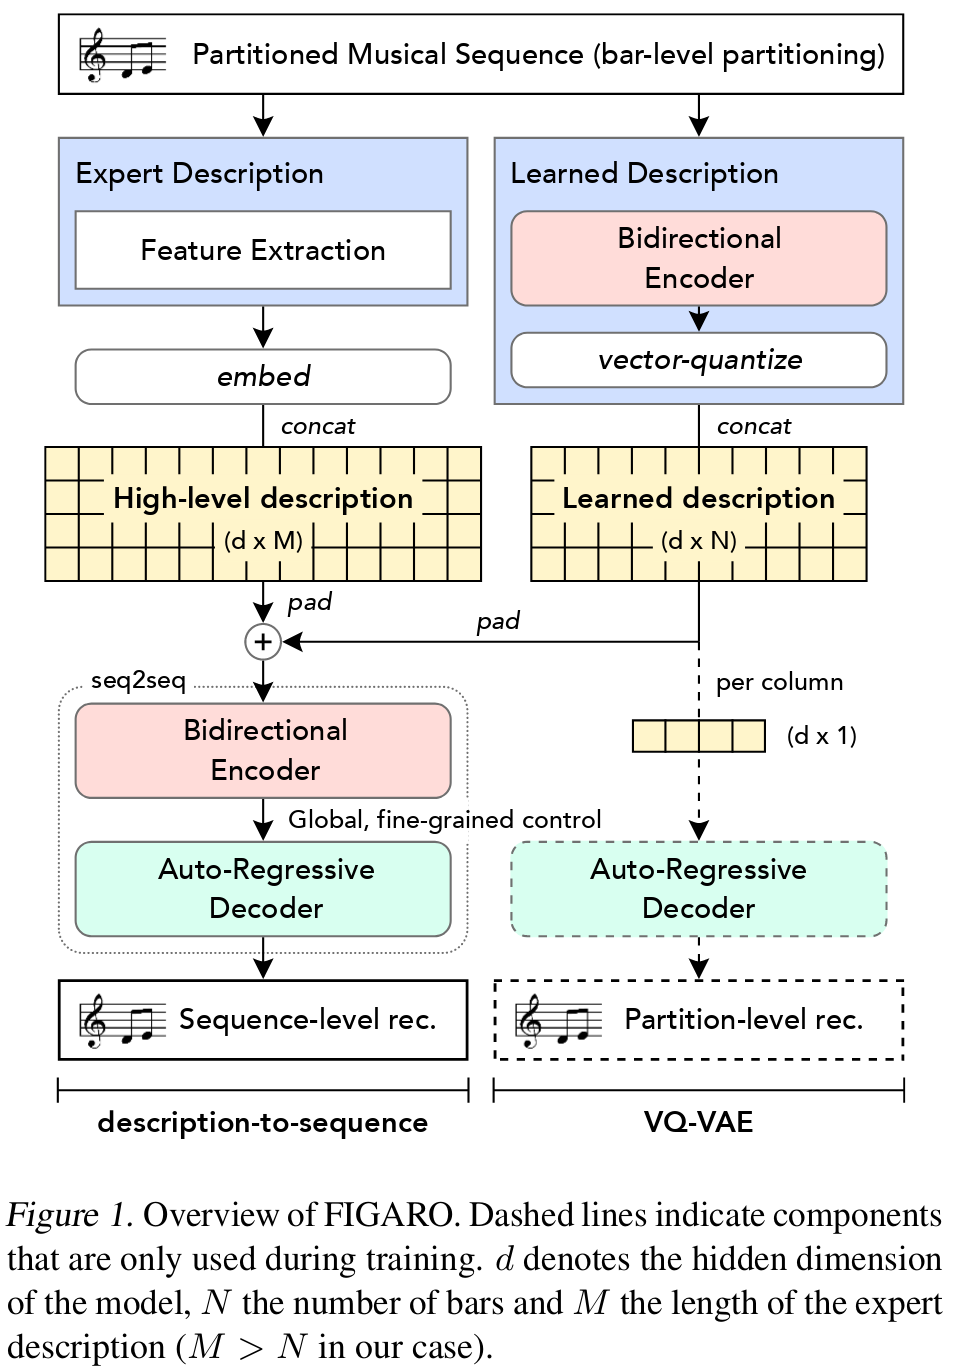 Partitioned Musical Sequence (bar-level partitioning)
Expert Description
Feature Extraction
embed
concat
High-level description
(d x M)
pad
Learned Description
Bidirectional
Encoder
vector-quantize
concat
Learned description
(d x N)
pad
+
seq2seq
Bidirectional
Encoder
Global, fine-grained control
Auto-Regressive
Decoder
Sequence-level rec.
description-to-sequence
per column
(d x 1)
Auto-Regressive
Decoder
Partition-level rec.
VQ-VAE
Figure 1. Overview of FIGARO. Dashed lines indicate components
that are only used during training. d denotes the hidden dimension
of the model, N the number of bars and M the length of the expert
description (M > N in our case).